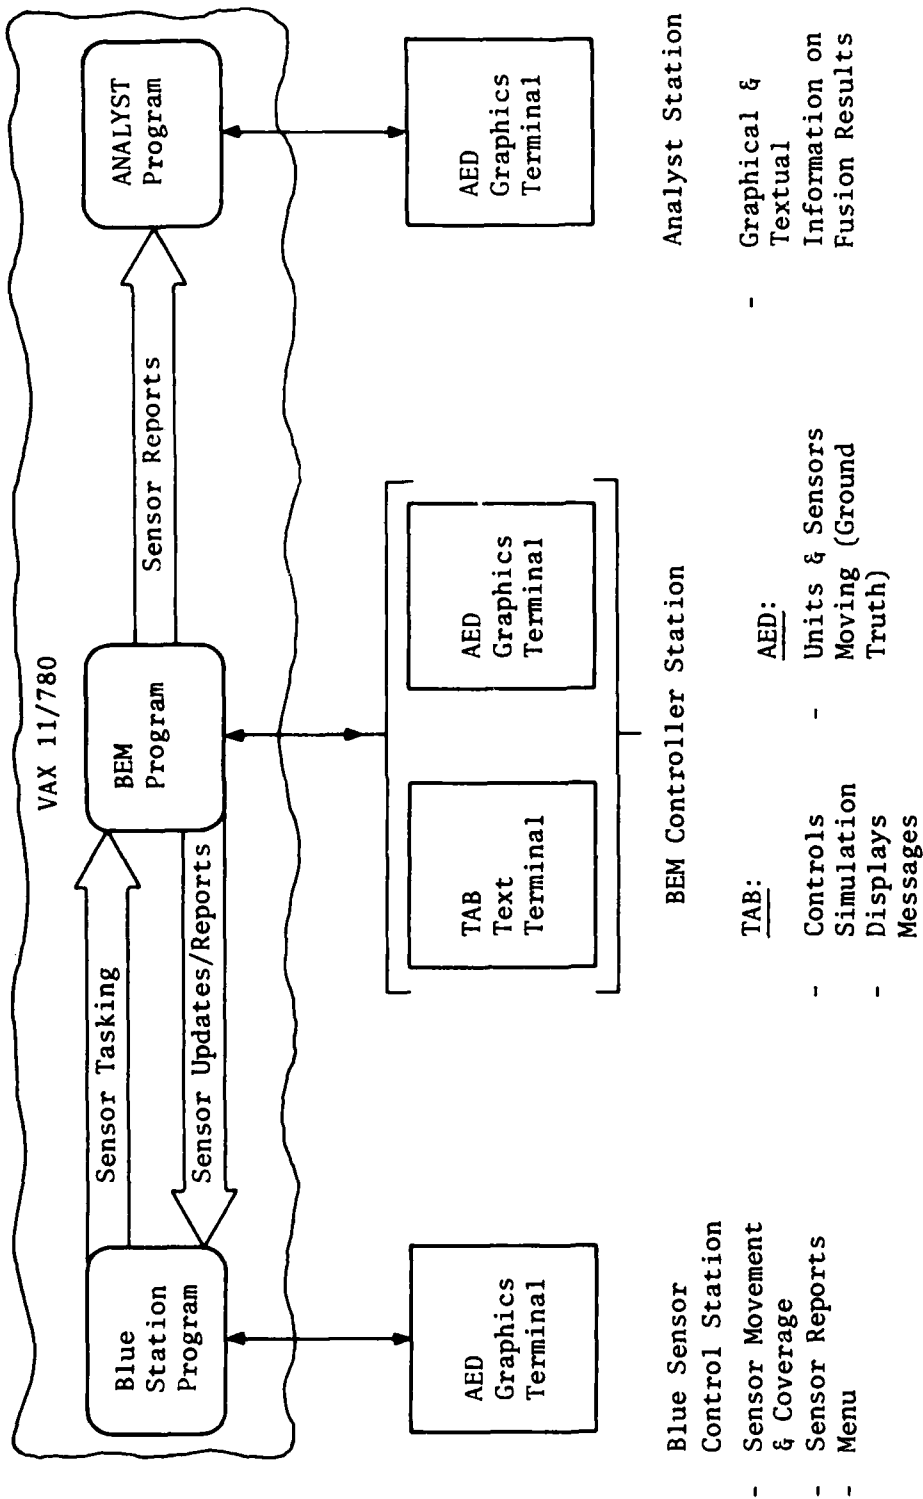 VAX 11/780
Blue
Station
Program
Sensor Tasking
Sensor Updates/Reports
BEM
Program
Sensor Reports
ANALYST
Program
AED
Graphics
Terminal
TAB
Text
Terminal
AED
Graphics
Terminal
AED
Graphics
Terminal
Blue Sensor
Control Station
- Sensor Movement
& Coverage
- Sensor Reports
- Menu
BEM Controller Station
TAB:
- Controls
Simulation
- Displays
Messages
AED:
- Units & Sensors
Moving (Ground
Truth)
Analyst Station
- Graphical &
Textual
Information on
Fusion Results